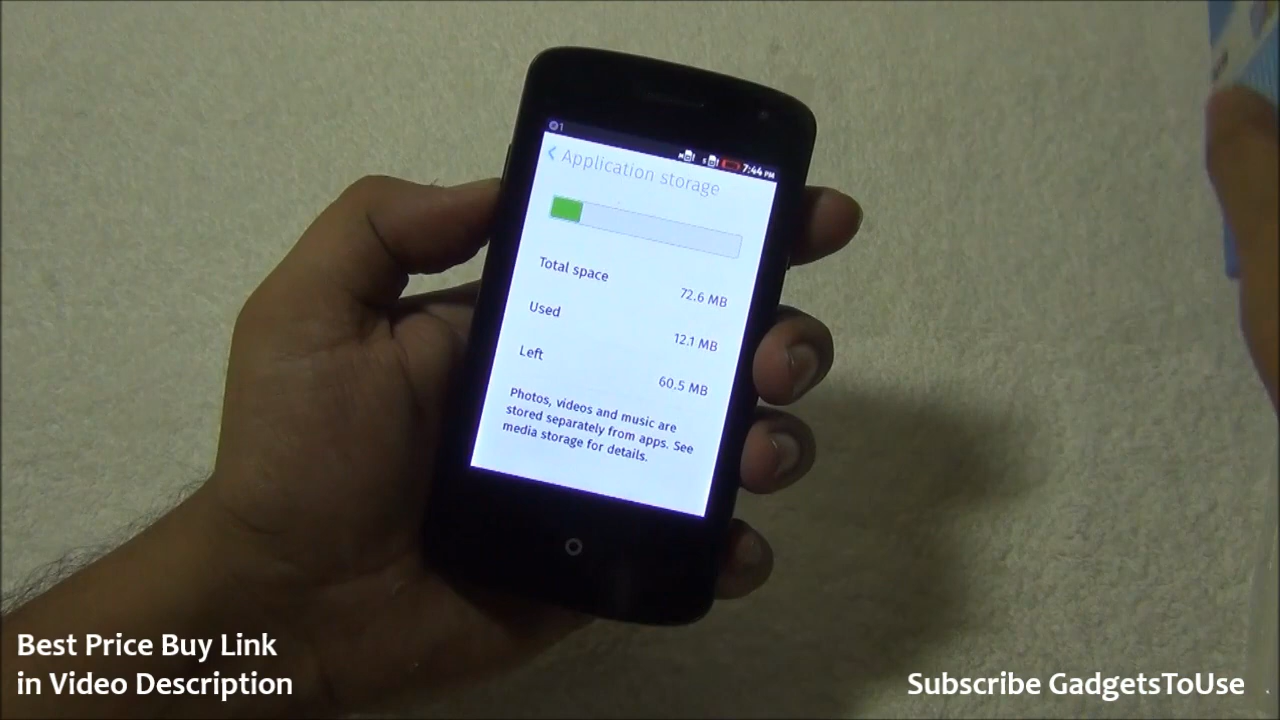 1
7:44 PM
Application storage
Total space
72.6 MB
Used
12.1 MB
Left
60.5 MB
Photos, videos and music are
stored separately from apps. See
media storage for details.
Best Price Buy Link
in Video Description
Subscribe GadgetsToUse